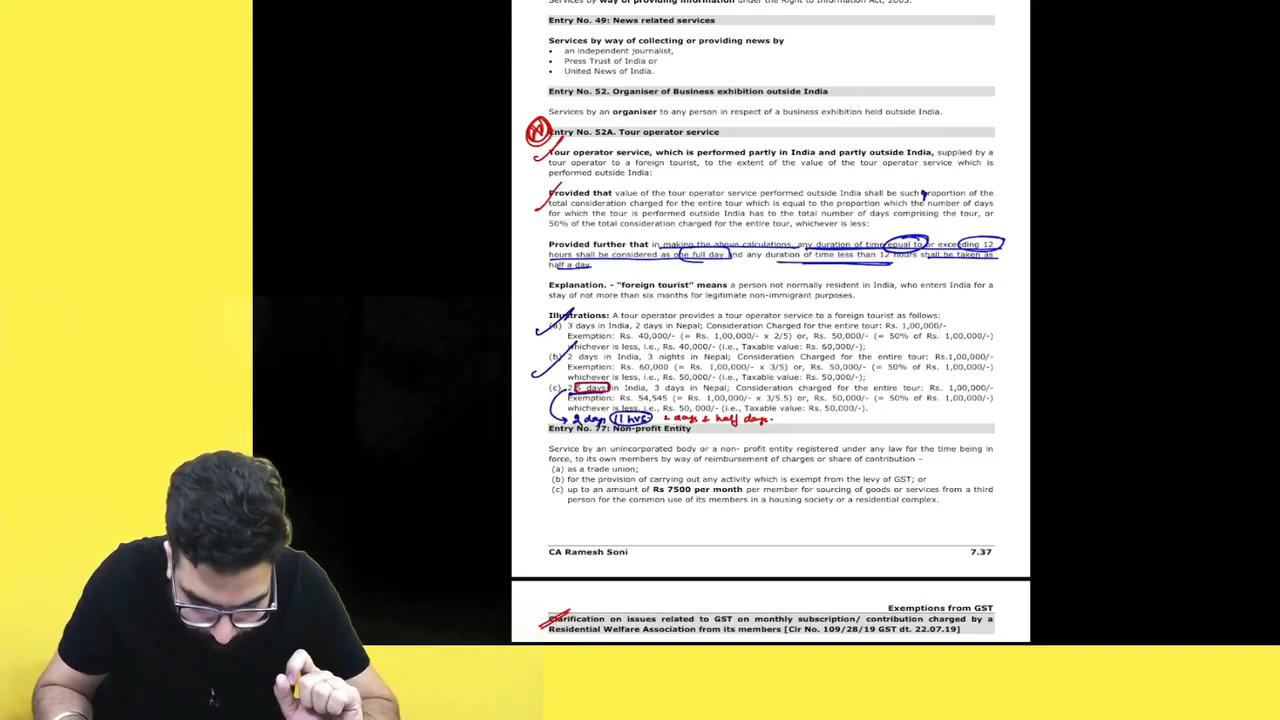 Services by way of providing information under the Right to Information Act, 2005.
Entry No. 49: News related services
Services by way of collecting or providing news by
• an independent journalist,
• Press Trust of India or
• United News of India.
Entry No. 52. Organiser of Business exhibition outside India
Services by an organiser to any person in respect of a business exhibition held outside India.
Entry No. 52A. Tour operator service
Tour operator service, which is performed partly in India and partly outside India, supplied by a
tour operator to a foreign tourist, to the extent of the value of the tour operator service which is
performed outside India:
Provided that value of the tour operator service performed outside India shall be such proportion of the
total consideration charged for the entire tour which is equal to the proportion which the number of days
for which the tour is performed outside India has to the total number of days comprising the tour, or
50% of the total consideration charged for the entire tour, whichever is less:
Provided further that in making the above calculations, any duration of time equal to or exceeding 12
hours shall be considered as one full day and any duration of time less than 12 hours shall be taken as
half a day.
Explanation. - “foreign tourist” means a person not normally resident in India, who enters India for a
stay of not more than six months for legitimate non-immigrant purposes.
Illustrations: A tour operator provides a tour operator service to a foreign tourist as follows:
(a) 3 days in India, 2 days in Nepal; Consideration Charged for the entire tour: Rs. 1,00,000/-
Exemption: Rs. 40,000/- (= Rs. 1,00,000/- x 2/5) or, Rs. 50,000/- (= 50% of Rs. 1,00,000/-)
whichever is less, i.e., Rs. 40,000/- (i.e., Taxable value: Rs. 60,000/-);
(b) 2 days in India, 3 nights in Nepal; Consideration Charged for the entire tour: Rs.1,00,000/-
Exemption: Rs. 60,000 (= Rs. 1,00,000/- x 3/5) or, Rs. 50,000/- (= 50% of Rs. 1,00,000/-)
whichever is less, i.e., Rs. 50,000/- (i.e., Taxable value: Rs. 50,000/-);
(c) 2.5 days in India, 3 days in Nepal; Consideration charged for the entire tour: Rs. 1,00,000/-
Exemption: Rs. 54,545 (= Rs. 1,00,000/- x 3/5.5) or, Rs. 50,000/- (= 50% of Rs. 1,00,000/-)
whichever is less, i.e., Rs. 50, 000/- (i.e., Taxable value: Rs. 50,000/-).
2 days 11 hrs. 2 days + half days.
Entry No. 77: Non-profit Entity
Service by an unincorporated body or a non- profit entity registered under any law for the time being in
force, to its own members by way of reimbursement of charges or share of contribution –
(a) as a trade union;
(b) for the provision of carrying out any activity which is exempt from the levy of GST; or
(c) up to an amount of Rs 7500 per month per member for sourcing of goods or services from a third
person for the common use of its members in a housing society or a residential complex.
CA Ramesh Soni 7.37
Exemptions from GST
Clarification on issues related to GST on monthly subscription/ contribution charged by a
Residential Welfare Association from its members [Cir No. 109/28/19 GST dt. 22.07.19]